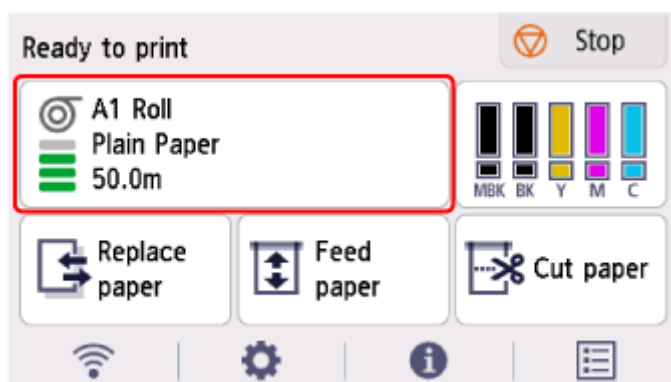 Ready to print
Stop
A1 Roll
Plain Paper
50.0m
MBK BK Y M C
Replace
paper
Feed
paper
Cut paper